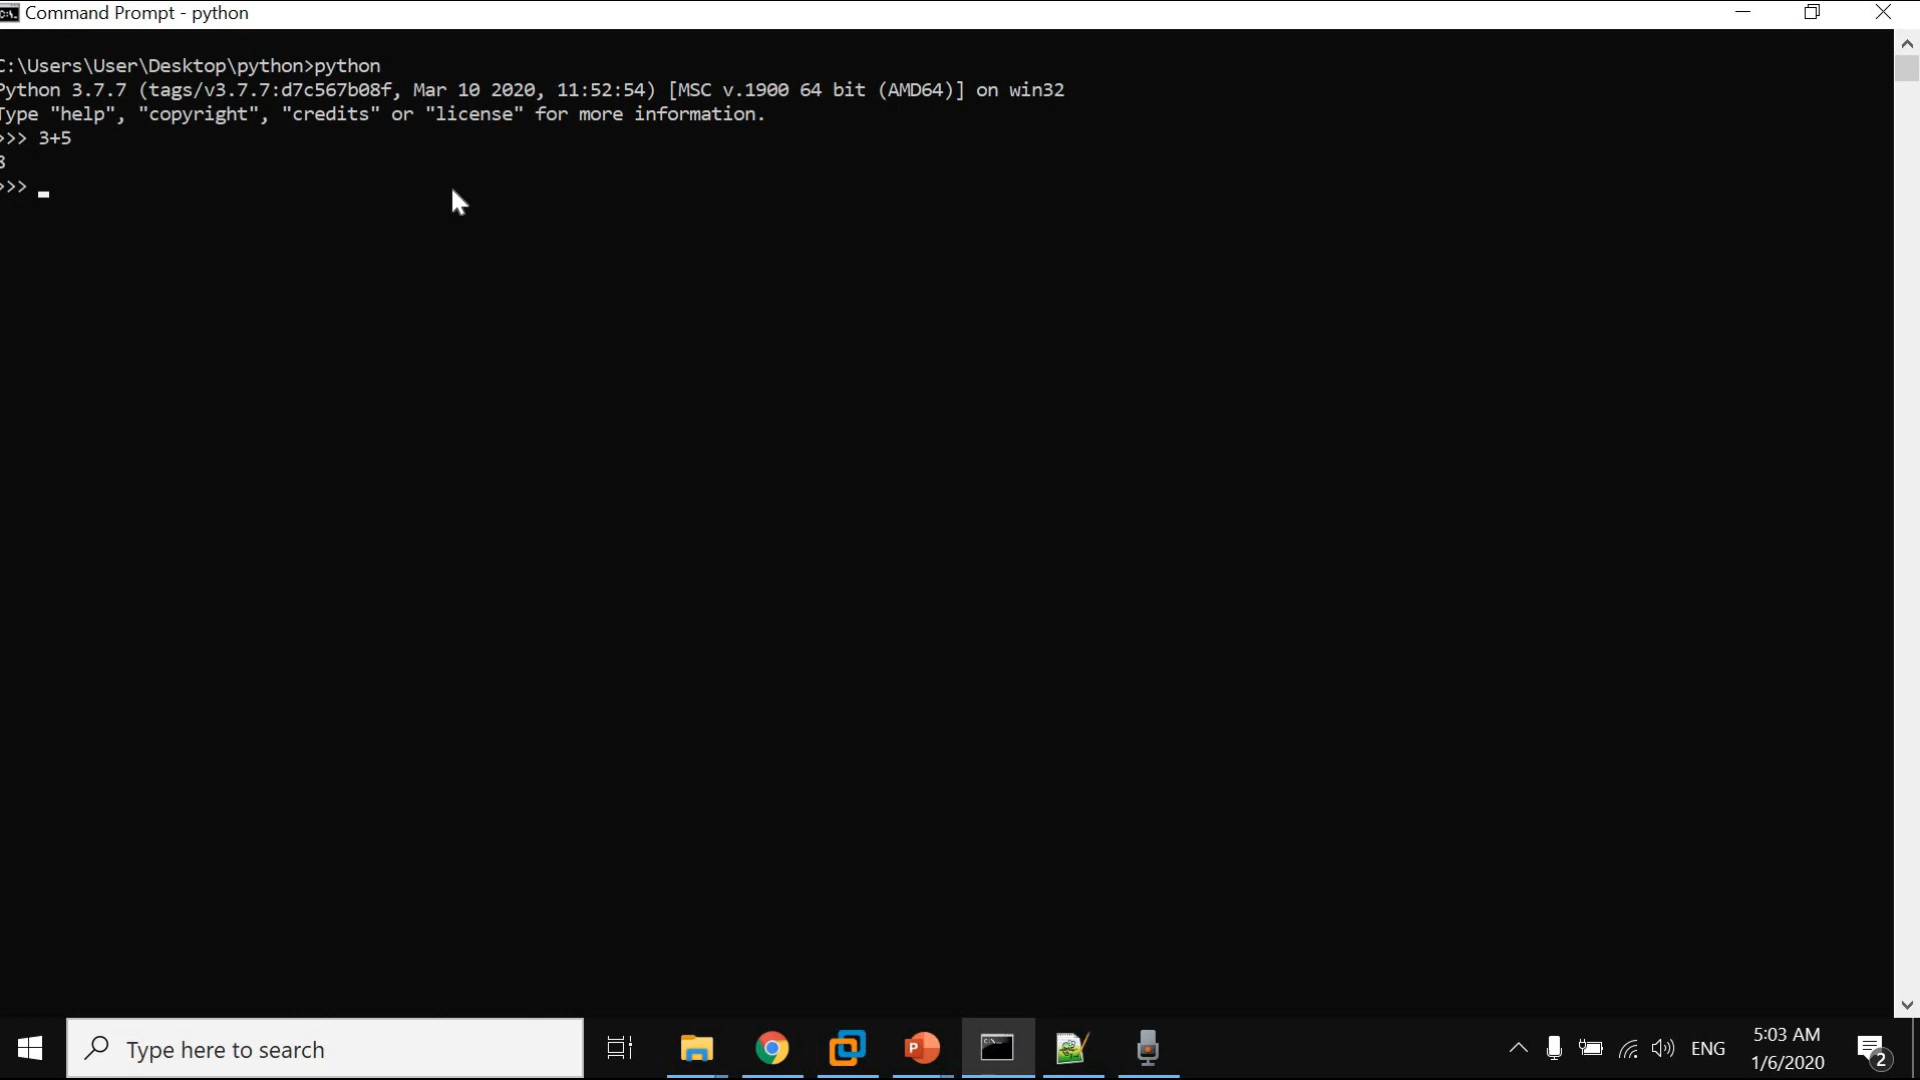 Command Prompt - python
C:\Users\User\Desktop\python>python
Python 3.7.7 (tags/v3.7.7:d7c567b08f, Mar 10 2020, 11:52:54) [MSC v.1900 64 bit (AMD64)] on win32
Type "help", "copyright", "credits" or "license" for more information.
>>> 3+5
8
>>>
Type here to search
ENG
5:03 AM
1/6/2020
2